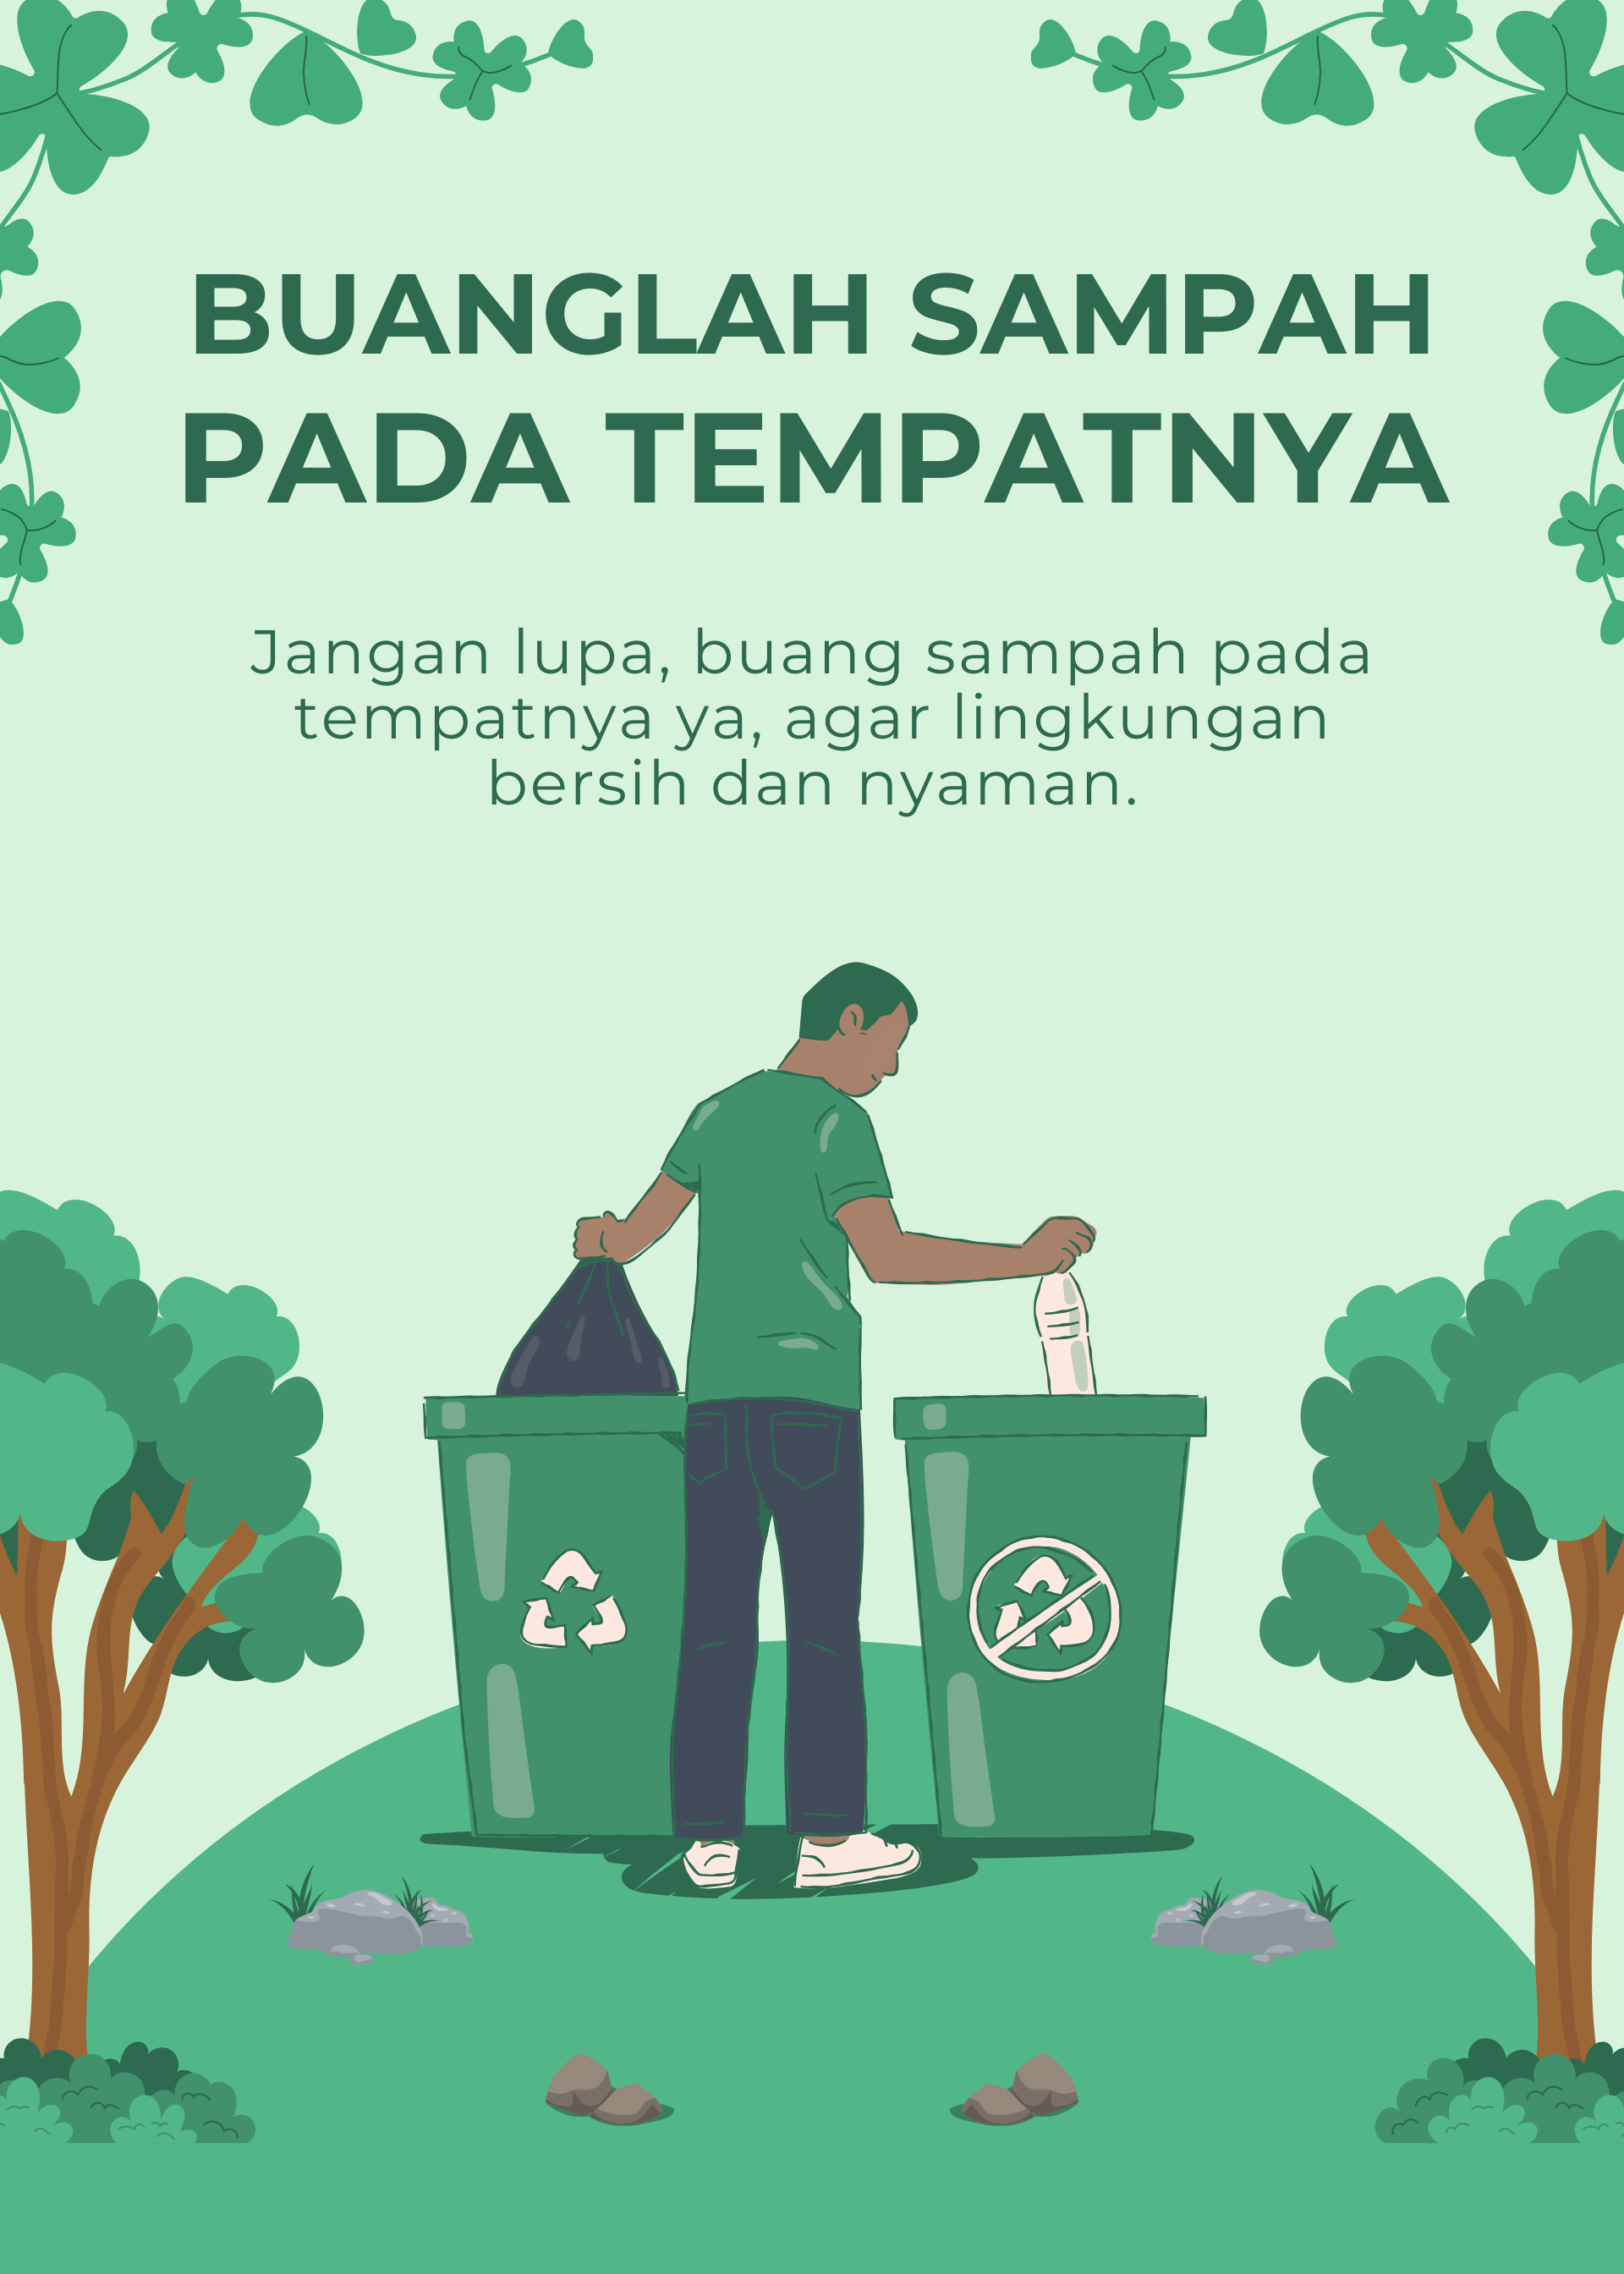 BUANGLAH SAMPAH
PADA TEMPATNYA
Jangan lupa, buang sampah pada
tempatnya ya, agar lingkungan
bersih dan nyaman.